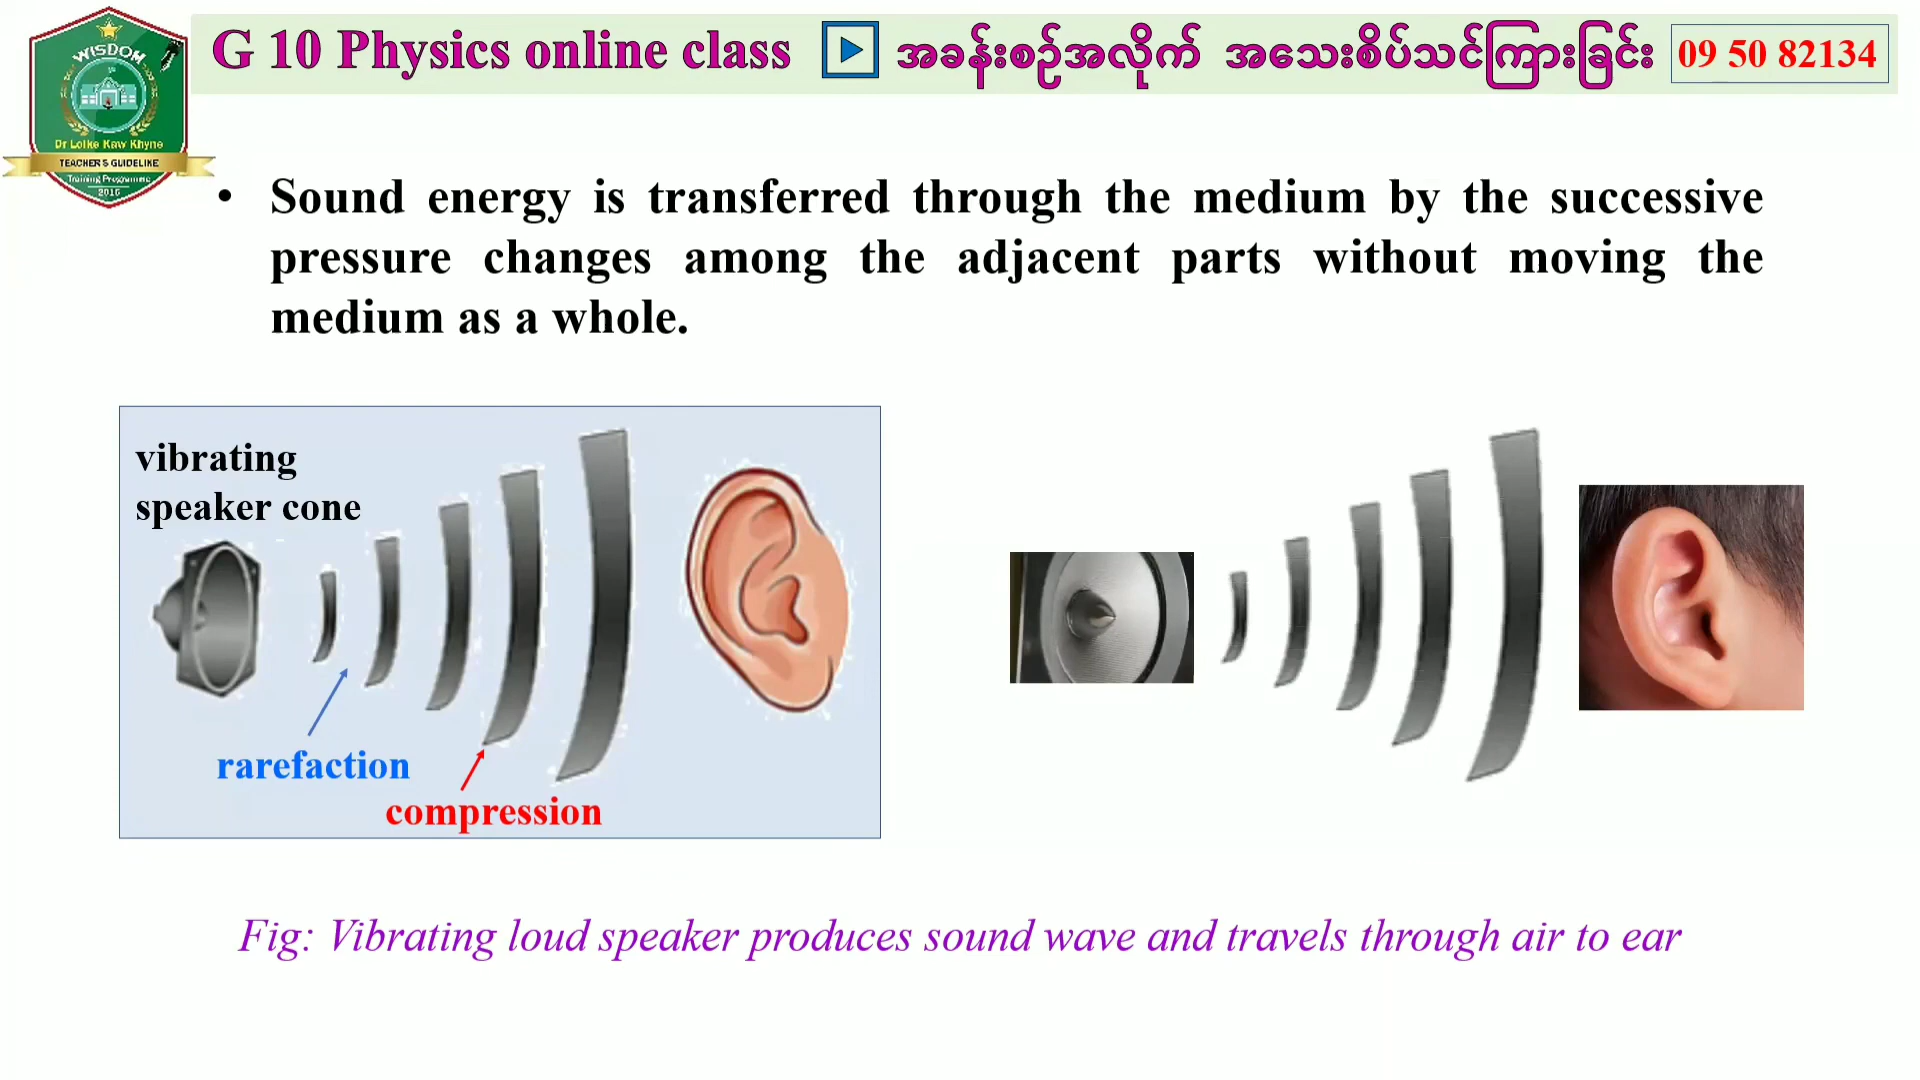 G 10 Physics online class
အခန်းစဉ်အလိုက် အသေးစိပ်သင်ကြားခြင်း
09 50 82134
WISDOM
Dr Loike Kaw Khyne
TEACHER'S GUIDELINE
Training Programme
2016
• Sound energy is transferred through the medium by the successive
pressure changes among the adjacent parts without moving the
medium as a whole.
vibrating
speaker cone
rarefaction
compression
Fig: Vibrating loud speaker produces sound wave and travels through air to ear